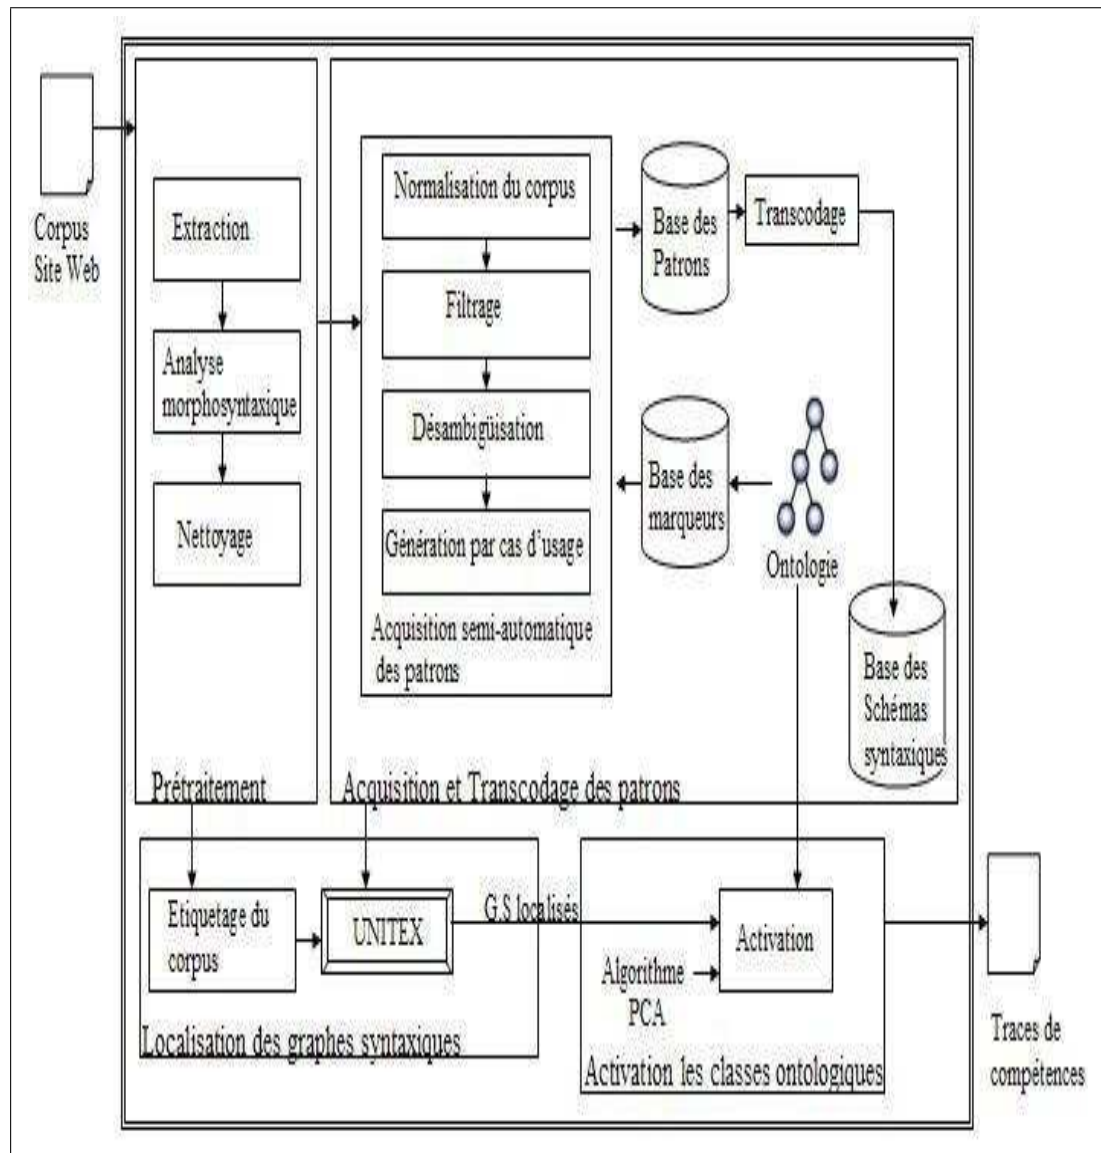 Corpus
Site Web
Extraction
Analyse
morphosyntaxique
Nettoyage
Prétraitement
Normalisation du corpus
Filtrage
Désambigüisation
Génération par cas d'usage
Acquisition semi-automatique
des patrons
Base des
Patrons
Transcodage
Base des
marqueurs
Ontologie
Base des
Schémas
syntaxiques
Acquisition et Transcodage des patrons
Etiquetage du
corpus
UNITEX
Localisation des graphes syntaxiques
G.S localisés
Algorithme
PCA
Activation
Activation les classes ontologiques
Traces de
compétences